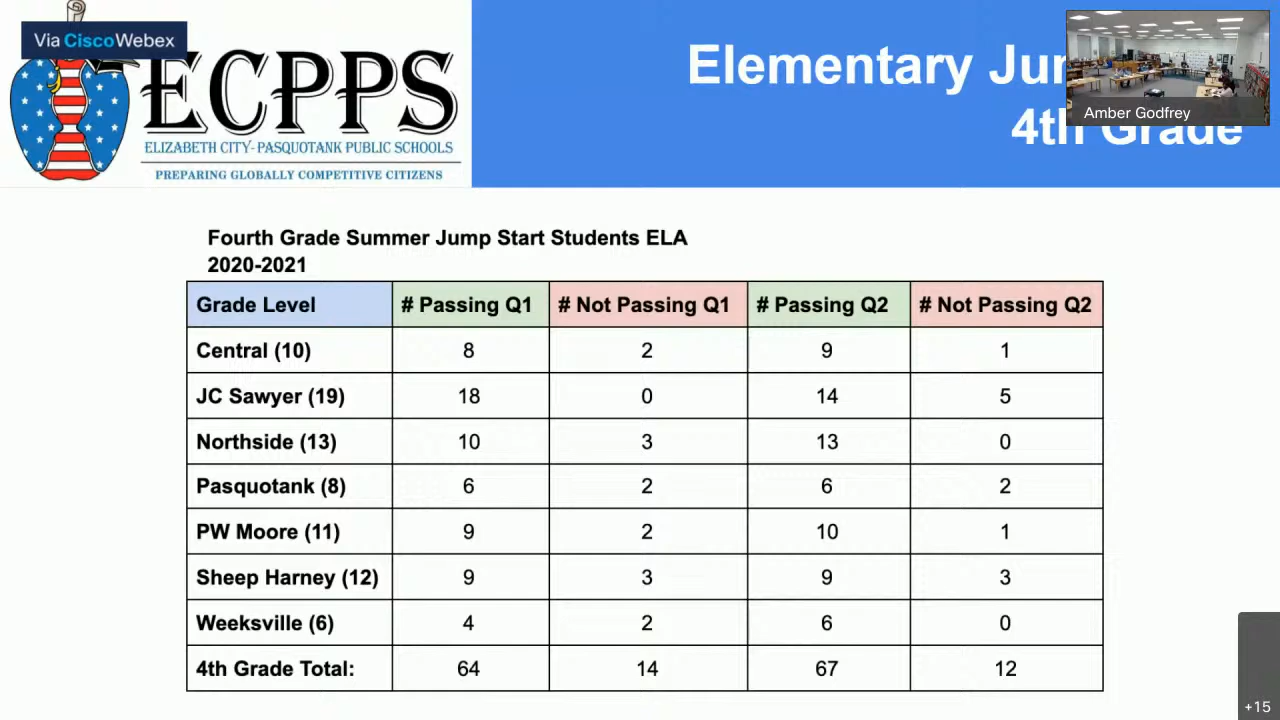 Via CiscoWebex
ECPPS
ELIZABETH CITY-PASQUOTANK PUBLIC SCHOOLS
PREPARING GLOBALLY COMPETITIVE CITIZENS
Elementary
4th Grade
Amber Godfrey
Fourth Grade Summer Jump Start Students ELA
2020-2021
Grade Level # Passing Q1 # Not Passing Q1 # Passing Q2 # Not Passing Q2
Central (10) 8 2 9 1
JC Sawyer (19) 18 0 14 5
Northside (13) 10 3 13 0
Pasquotank (8) 6 2 6 2
PW Moore (11) 9 2 10 1
Sheep Harney (12) 9 3 9 3
Weeksville (6) 4 2 6 0
4th Grade Total: 64 14 67 12
+15